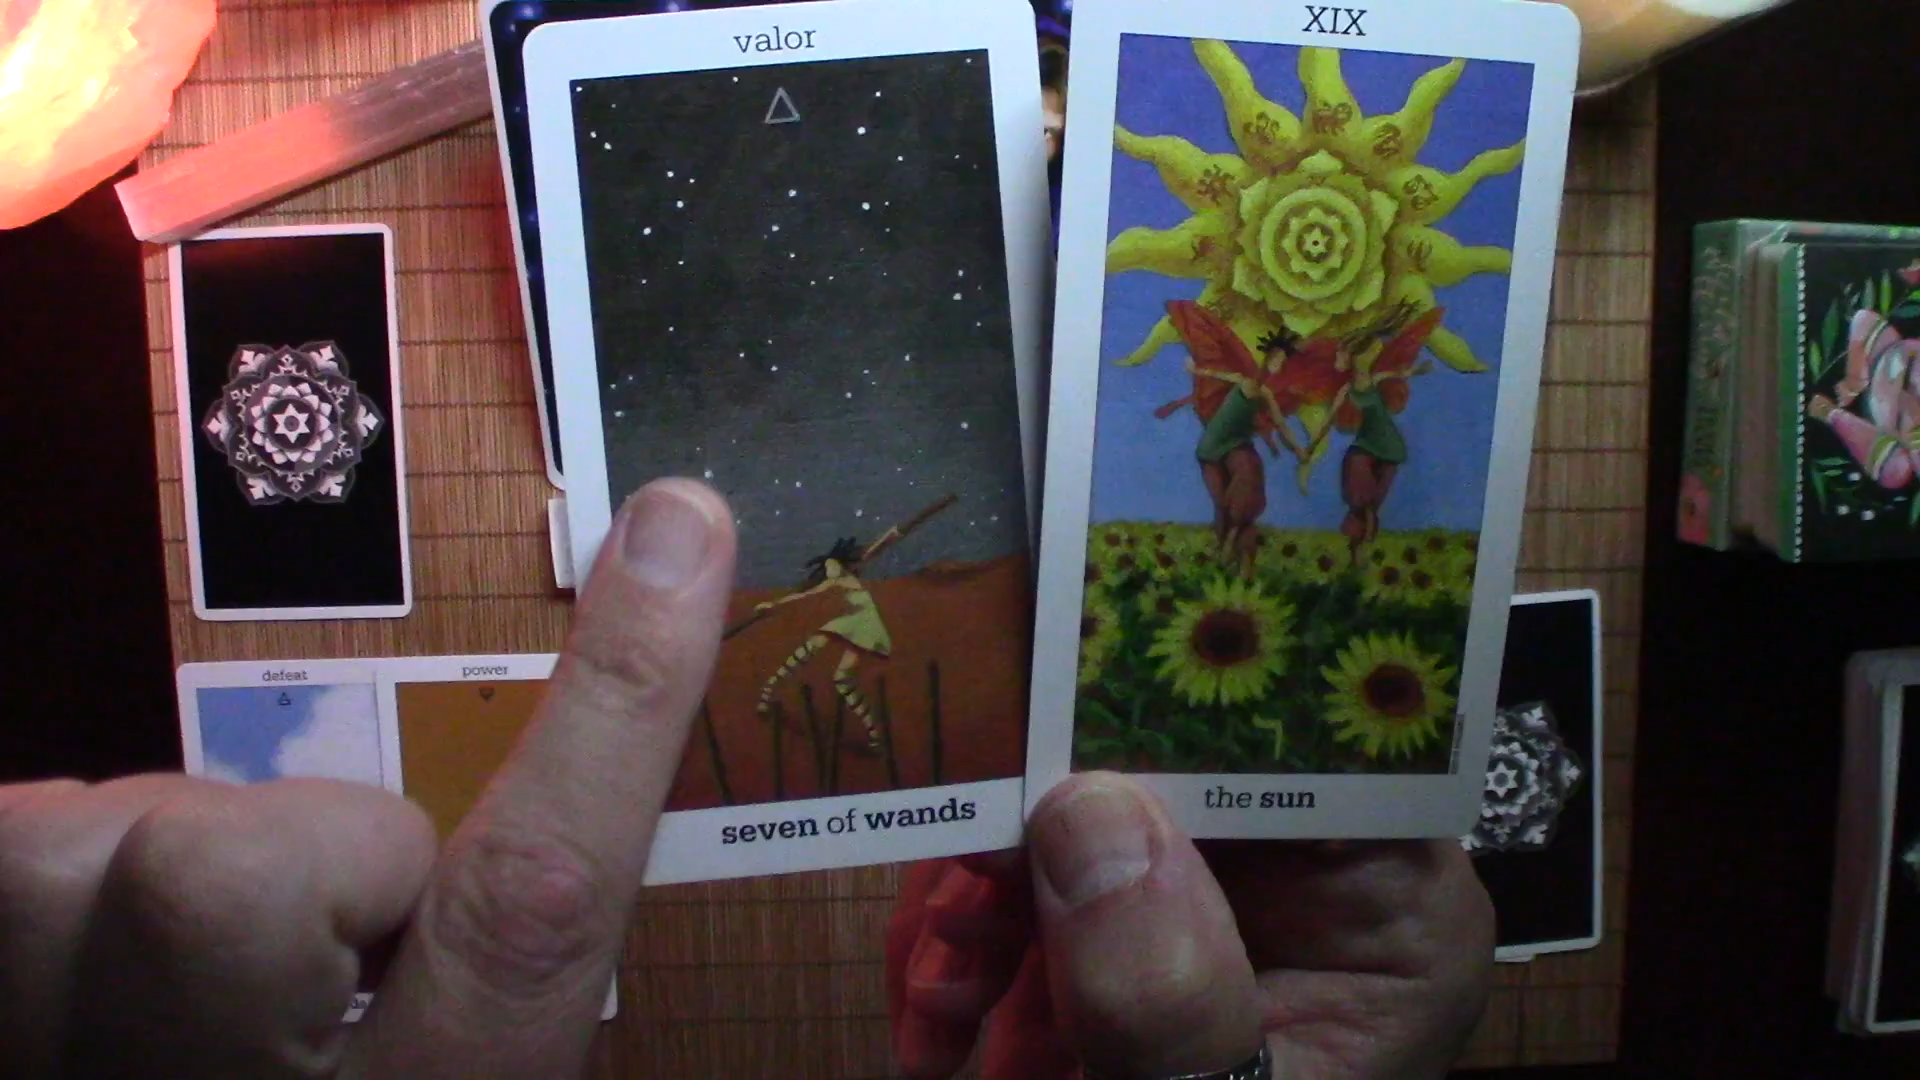 valor
XIX
seven of wands
the sun
defeat
power